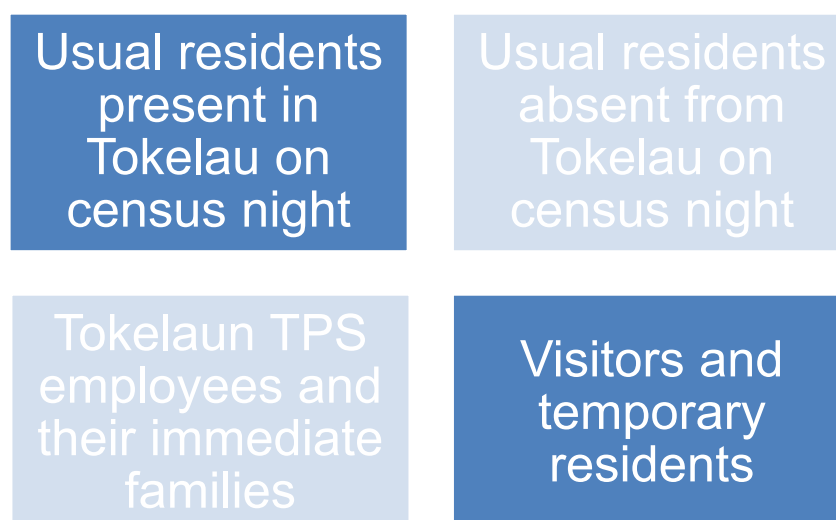 Usual residents
present in
Tokelau on
census night
Usual residents
absent from
Tokelau on
census night
Tokelaun TPS
employees and
their immediate
families
Visitors and
temporary
residents